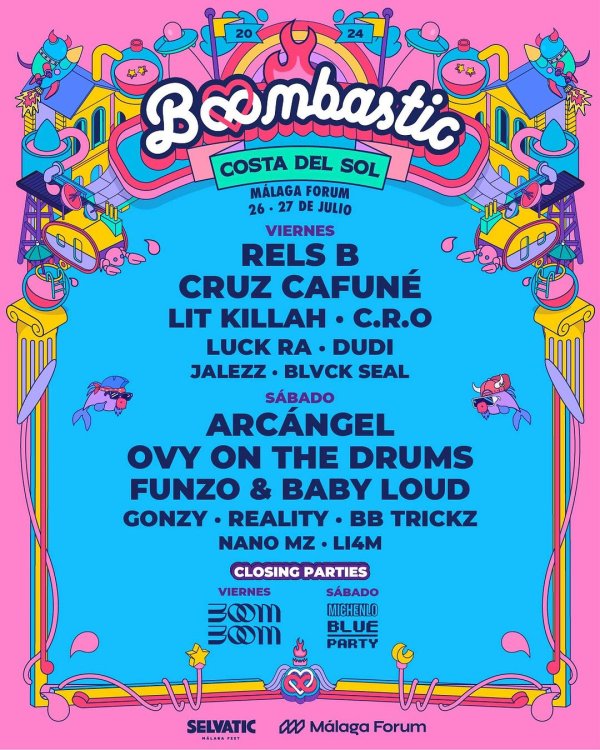 20 24
Boombastic
COSTA DEL SOL
MÁLAGA FORUM
26 · 27 DE JULIO
VIERNES
RELS B
CRUZ CAFUNÉ
LIT KILLAH · C.R.O
LUCK RA · DUDI
JALEZZ · BLVCK SEAL
SÁBADO
ARCÁNGEL
OVY ON THE DRUMS
FUNZO & BABY LOUD
GONZY · REALITY · BB TRICKZ
NANO MZ · LI4M
CLOSING PARTIES
VIERNES
BOOM
BOOM
SÁBADO
MICHENLO
BLUE
PARTY
SELVATIC
MÁLAGA FEST
Málaga Forum